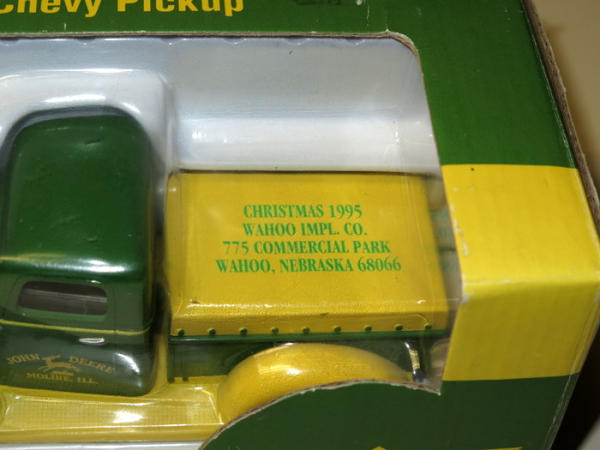 Chevy Pickup
CHRISTMAS 1995
WAHOO IMPL. CO.
775 COMMERCIAL PARK
WAHOO, NEBRASKA 68066
JOHN DEERE
MOLINE, ILL.